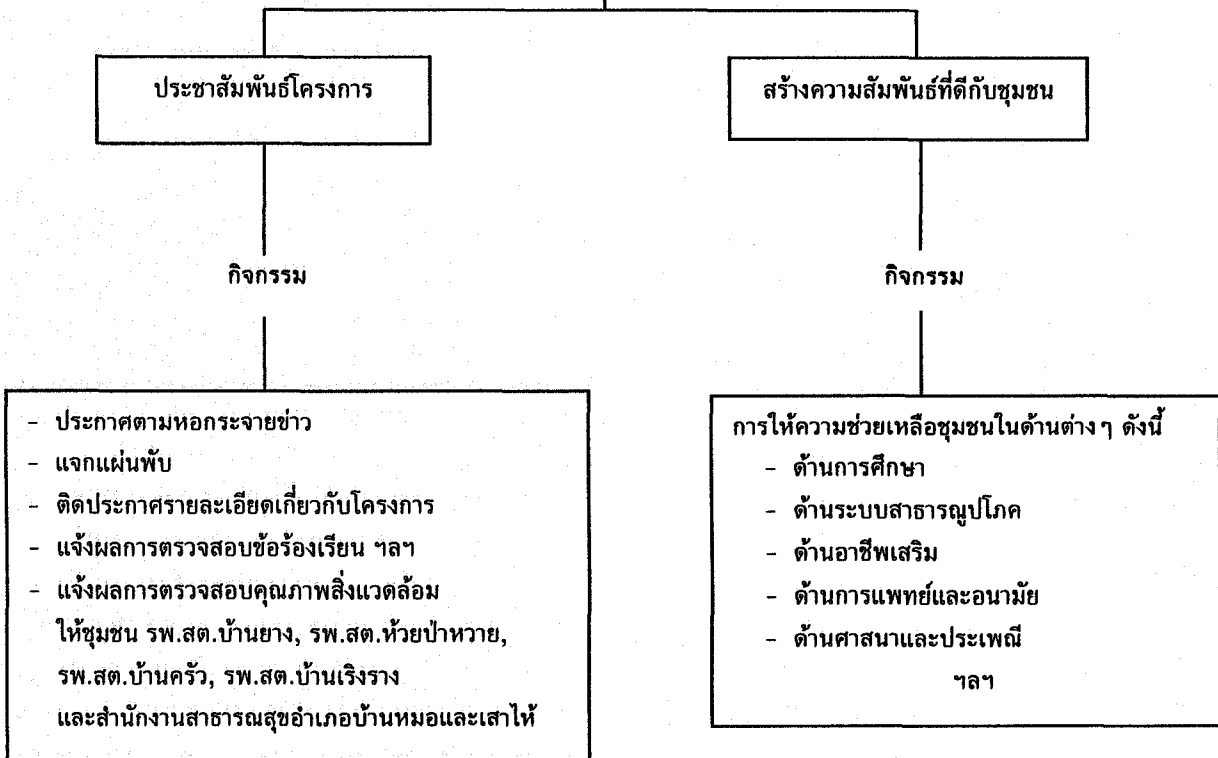 ประชาสัมพันธ์โครงการ
สร้างความสัมพันธ์ที่ดีกับชุมชน
กิจกรรม
กิจกรรม
- ประกาศตามหอกระจายข่าว
- แจกแผ่นพับ
- ติดประกาศรายละเอียดเกี่ยวกับโครงการ
- แจ้งผลการตรวจสอบข้อร้องเรียน ฯลฯ
- แจ้งผลการตรวจสอบคุณภาพสิ่งแวดล้อม
ให้ชุมชน รพ.สต.บ้านยาง, รพ.สต.ห้วยป่าหวาย,
รพ.สต.บ้านครัว, รพ.สต.บ้านเริงราง
และสำนักงานสาธารณสุขอำเภอบ้านหมอและเสาไห้
การให้ความช่วยเหลือชุมชนในด้านต่างๆ ดังนี้
- ด้านการศึกษา
- ด้านระบบสาธารณูปโภค
- ด้านอาชีพเสริม
- ด้านการแพทย์และอนามัย
- ด้านศาสนาและประเพณี
ฯลฯ